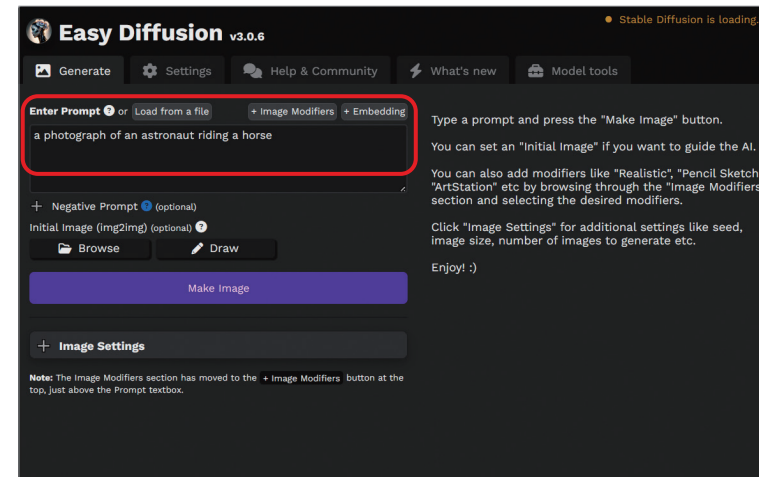 Easy Diffusion v3.0.6
Stable Diffusion is loading.
Generate
Settings
Help & Community
What's new
Model tools
Enter Prompt ? or Load from a file + Image Modifiers + Embedding
a photograph of an astronaut riding a horse
+ Negative Prompt ? (optional)
Initial Image (img2img) (optional) ?
Browse
Draw
Make Image
+ Image Settings
Note: The Image Modifiers section has moved to the + Image Modifiers button at the
top, just above the Prompt textbox.
Type a prompt and press the "Make Image" button.
You can set an "Initial Image" if you want to guide the AI.
You can also add modifiers like "Realistic", "Pencil Sketch
"ArtStation" etc by browsing through the "Image Modifiers
section and selecting the desired modifiers.
Click "Image Settings" for additional settings like seed,
image size, number of images to generate etc.
Enjoy! :)